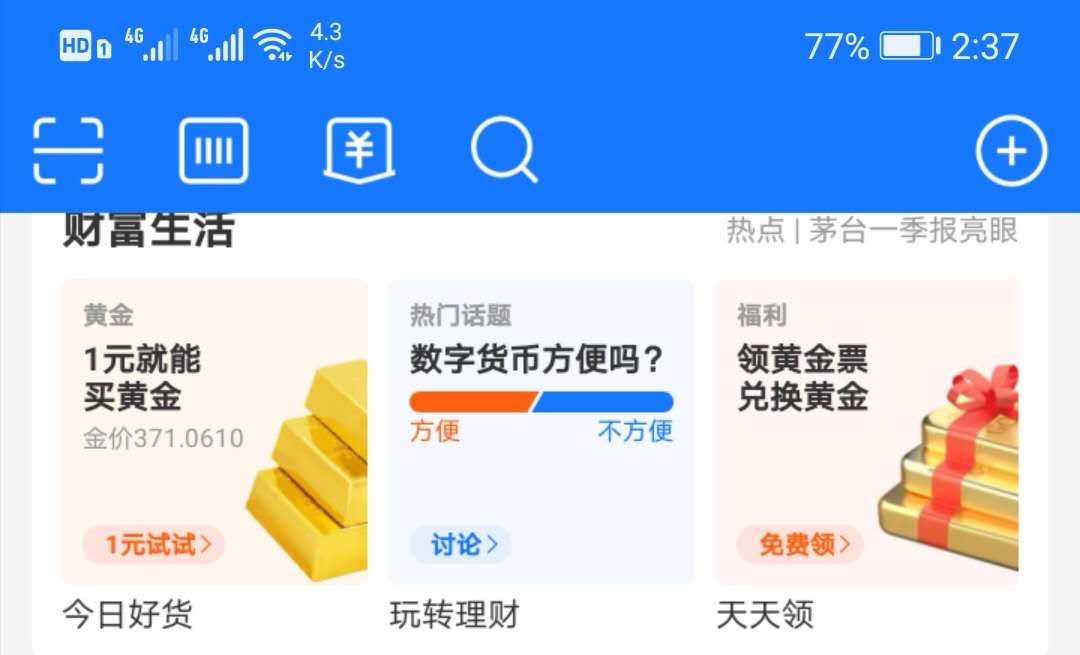 HD 1 4G 4G 4.3 K/s 77% 2:37
¥
财富生活
热点 | 茅台一季报亮眼
黄金
1元就能
买黄金
金价371.0610
1元试试>
今日好货
热门话题
数字货币方便吗？
方便 不方便
讨论>
玩转理财
福利
领黄金票
兑换黄金
免费领>
天天领